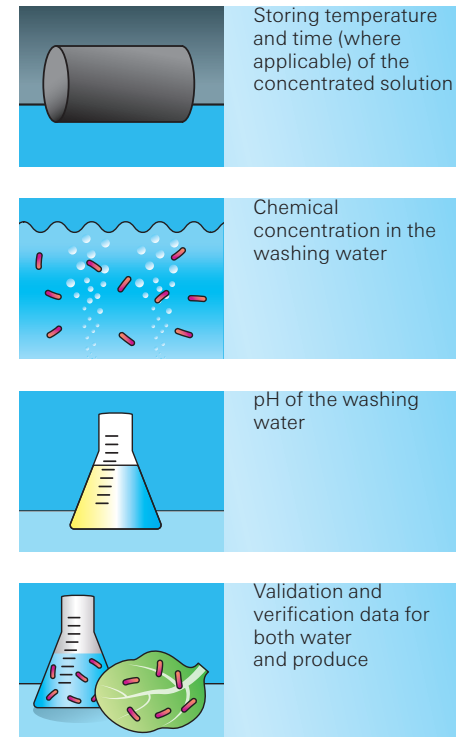 Storing temperature
and time (where
applicable) of the
concentrated solution
Chemical
concentration in the
washing water
pH of the washing
water
Validation and
verification data for
both water
and produce